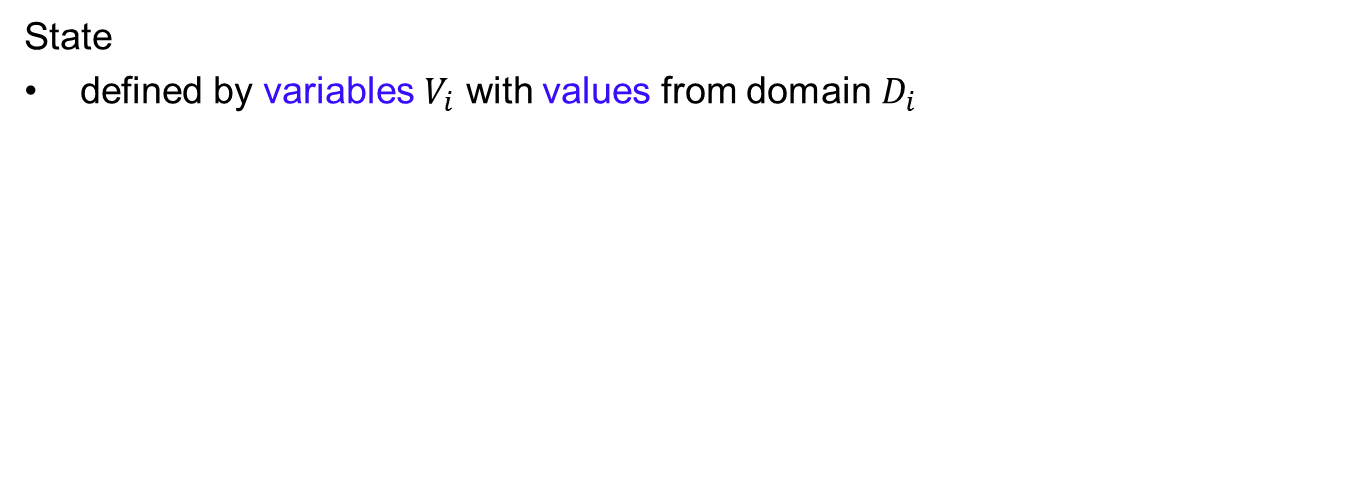 State
• defined by variables Vᵢ with values from domain Dᵢ